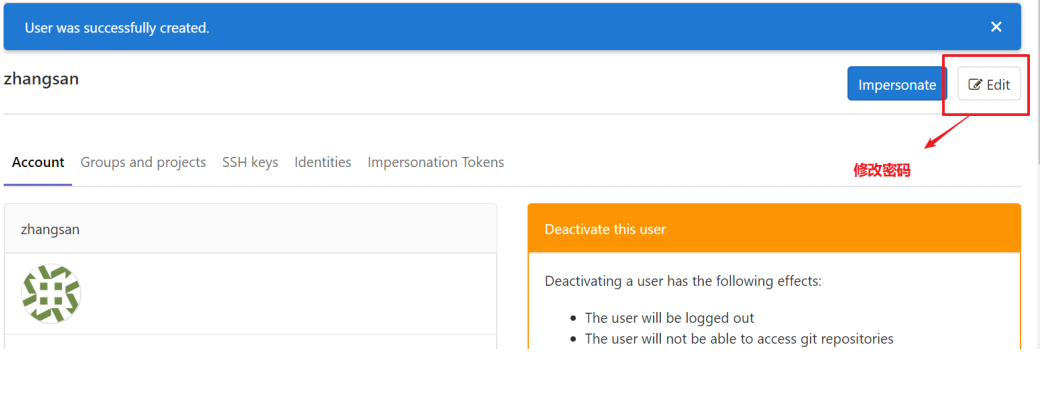 User was successfully created.
zhangsan
Impersonate
Edit
修改密码
Account Groups and projects SSH keys Identities Impersonation Tokens
zhangsan
Deactivate this user
Deactivating a user has the following effects:
The user will be logged out
The user will not be able to access git repositories